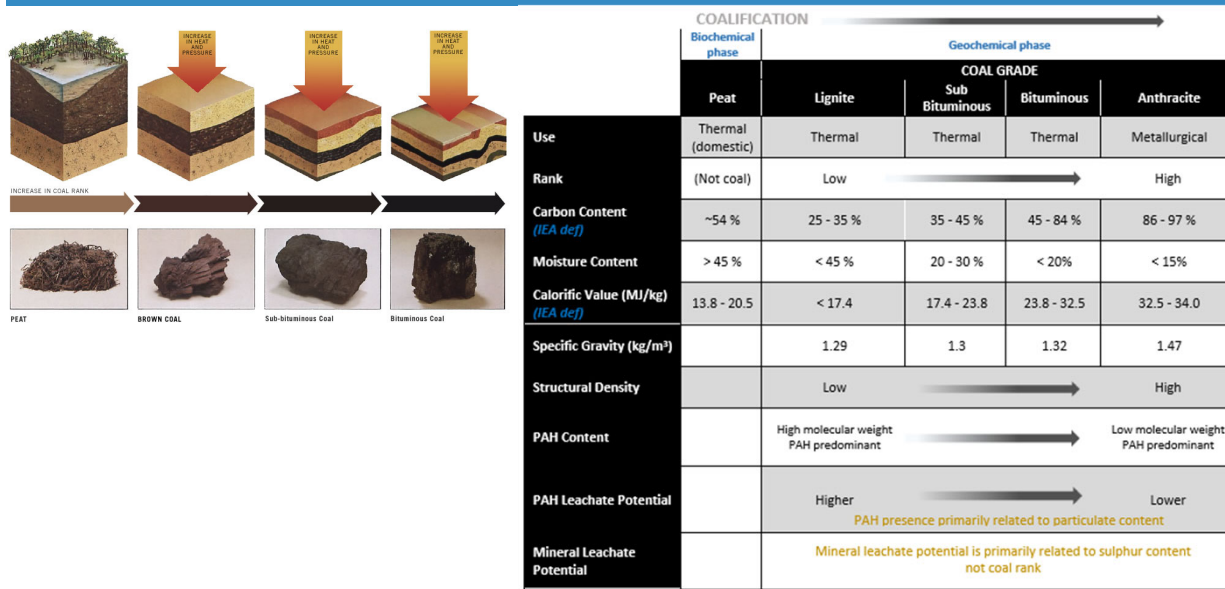 INCREASE
IN HEAT
AND
PRESSURE
INCREASE
IN HEAT
AND
PRESSURE
INCREASE
IN HEAT
AND
PRESSURE
INCREASE IN COAL RANK
PEAT
BROWN COAL
Sub-bituminous Coal
Bituminous Coal
COALIFICATION
Biochemical
phase
Geochemical phase
COAL GRADE
Peat
Lignite
Sub
Bituminous
Bituminous
Anthracite
Use
Thermal
(domestic)
Thermal
Thermal
Thermal
Metallurgical
Rank
(Not coal)
Low
High
Carbon Content
(IEA def)
~54 %
25 - 35 %
35 - 45 %
45 - 84 %
86 - 97 %
Moisture Content
> 45 %
< 45 %
20 - 30 %
< 20%
< 15%
Calorific Value (MJ/kg)
(IEA def)
13.8 - 20.5
< 17.4
17.4 - 23.8
23.8 - 32.5
32.5 - 34.0
Specific Gravity (kg/m³)
1.29
1.3
1.32
1.47
Structural Density
Low
High
PAH Content
High molecular weight
PAH predominant
Low molecular weight
PAH predominant
PAH Leachate Potential
Higher
Lower
PAH presence primarily related to particulate content
Mineral Leachate
Potential
Mineral leachate potential is primarily related to sulphur content
not coal rank